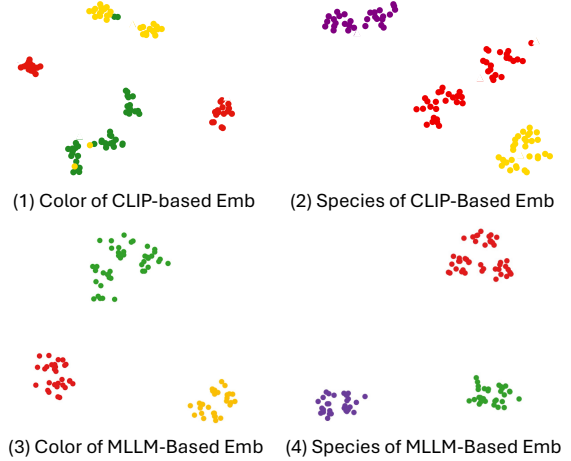 (1) Color of CLIP-based Emb
(2) Species of CLIP-Based Emb
(3) Color of MLLM-Based Emb
(4) Species of MLLM-Based Emb